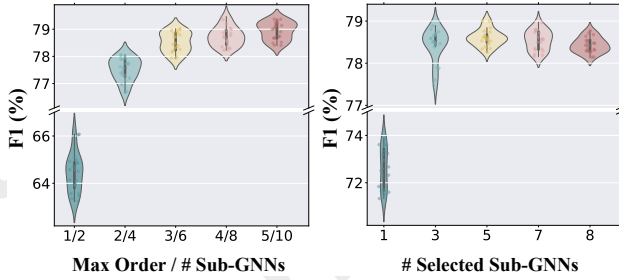 F1 (%)
79
78
77
66
64
1/2 2/4 3/6 4/8 5/10
Max Order / # Sub-GNNs
F1 (%)
79
78
77
74
72
1 3 5 7 8
# Selected Sub-GNNs